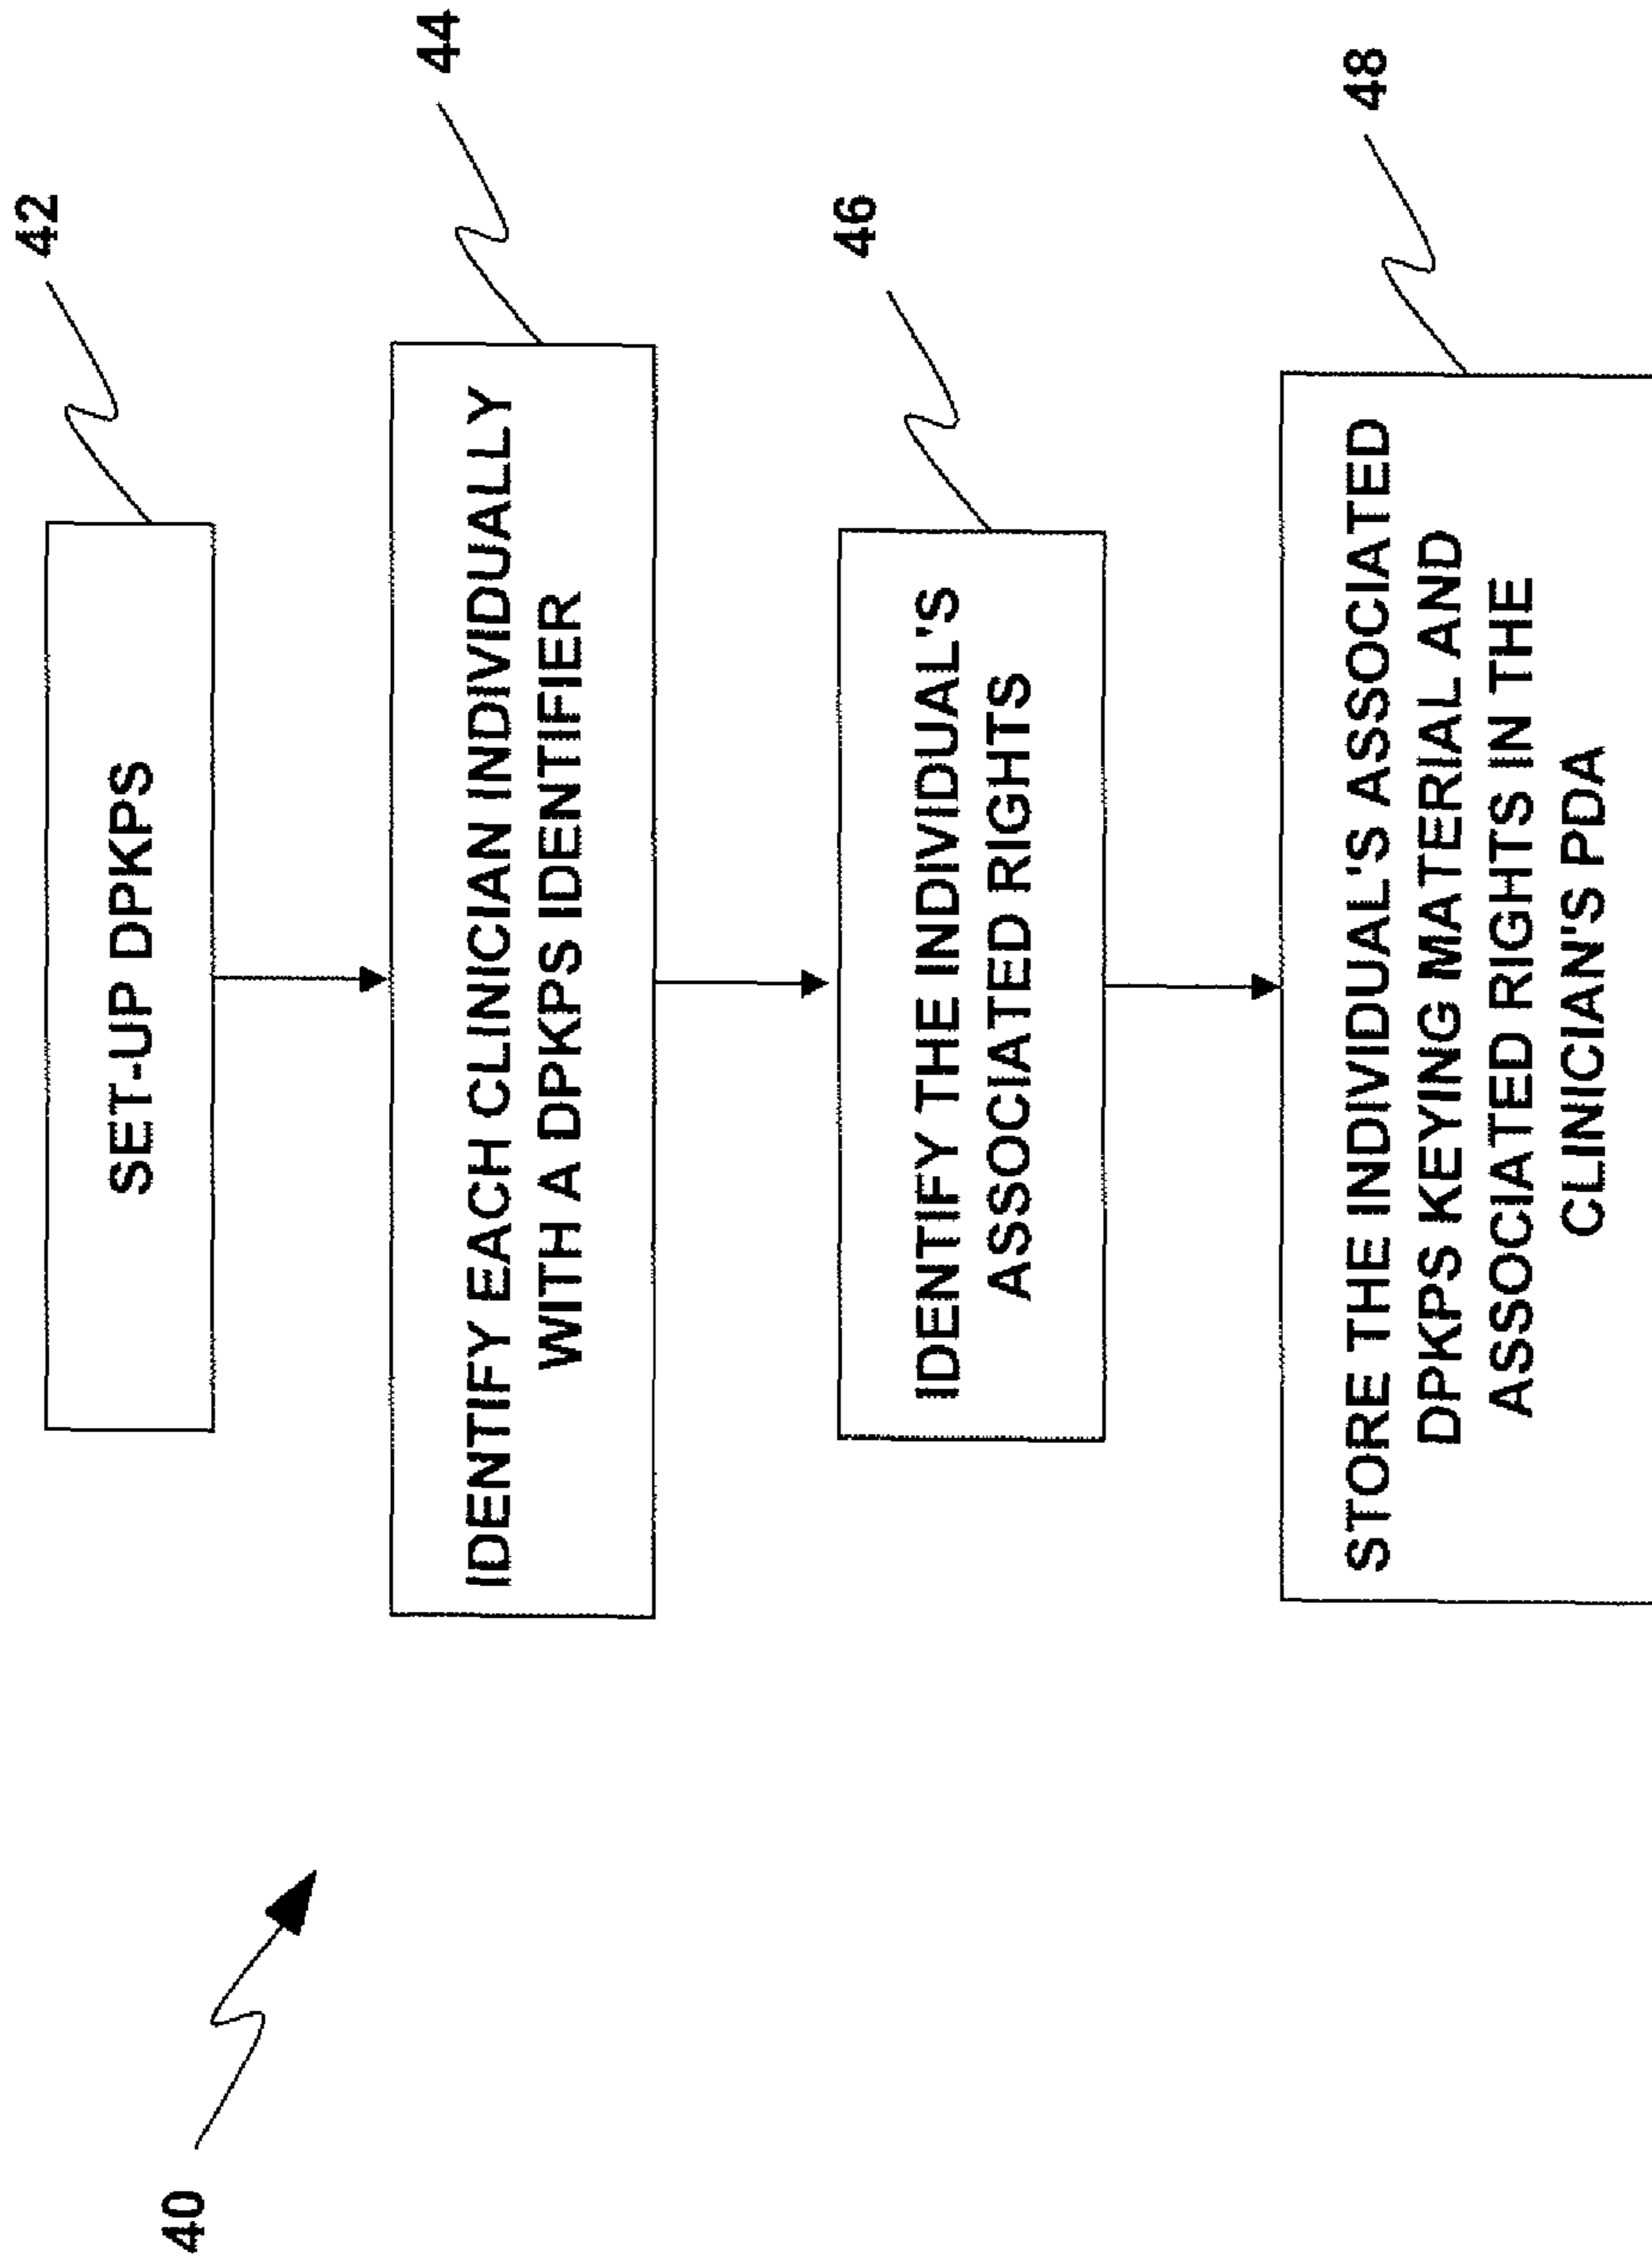 40
42
SET-UP DPKPS
44
IDENTIFY EACH CLINICIAN INDIVIDUALLY
WITH A DPKPS IDENTIFIER
46
IDENTIFY THE INDIVIDUAL'S
ASSOCIATED RIGHTS
48
STORE THE INDIVIDUAL'S ASSOCIATED
DPKPS KEYING MATERIAL AND
ASSOCIATED RIGHTS IN THE
CLINICIAN'S PDA